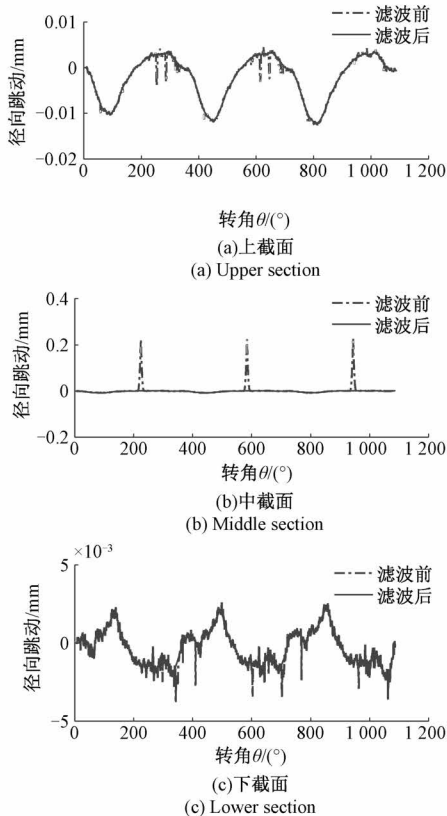 0.01
0
−0.01
−0.02
径向跳动/mm
滤波前
滤波后
0 200 400 600 800 1 000 1 200
转角θ/(°)
(a)上截面
(a) Upper section
0.4
0.2
0
−0.2
径向跳动/mm
滤波前
滤波后
0 200 400 600 800 1 000 1 200
转角θ/(°)
(b)中截面
(b) Middle section
×10⁻³
5
0
−5
径向跳动/mm
滤波前
滤波后
0 200 400 600 800 1 000 1 200
转角θ/(°)
(c)下截面
(c) Lower section